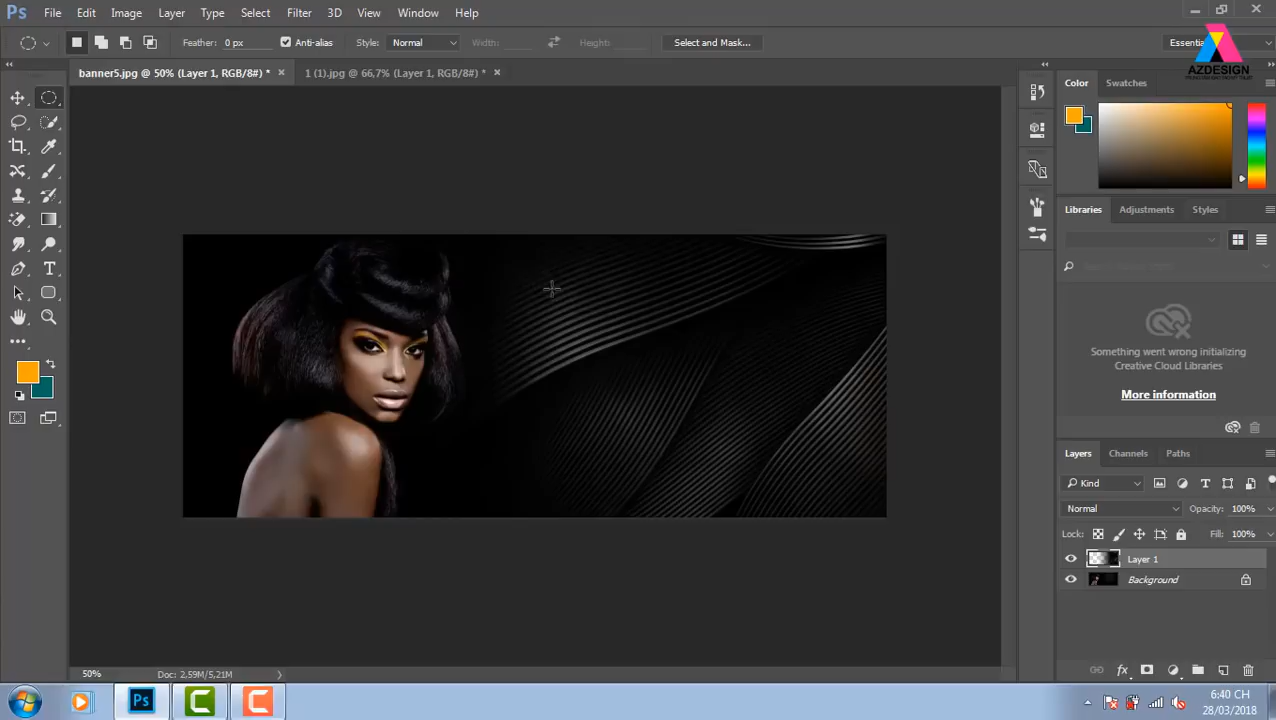 Ps File Edit Image Layer Type Select Filter 3D View Window Help
Feather: 0 px Anti-alias Style: Normal Width: Height: Select and Mask... Essenti
AZDESIGN
banner5.jpg @ 50% (Layer 1, RGB/8#) * × 1 (1).jpg @ 66,7% (Layer 1, RGB/8#) * ×
Color Swatches
Libraries Adjustments Styles
Something went wrong initializing
Creative Cloud Libraries
More information
Layers Channels Paths
Kind
Normal Opacity: 100%
Lock: Fill: 100%
Layer 1
Background
50% Doc: 2,59M/5,21M
Ps
6:40 CH
28/03/2018